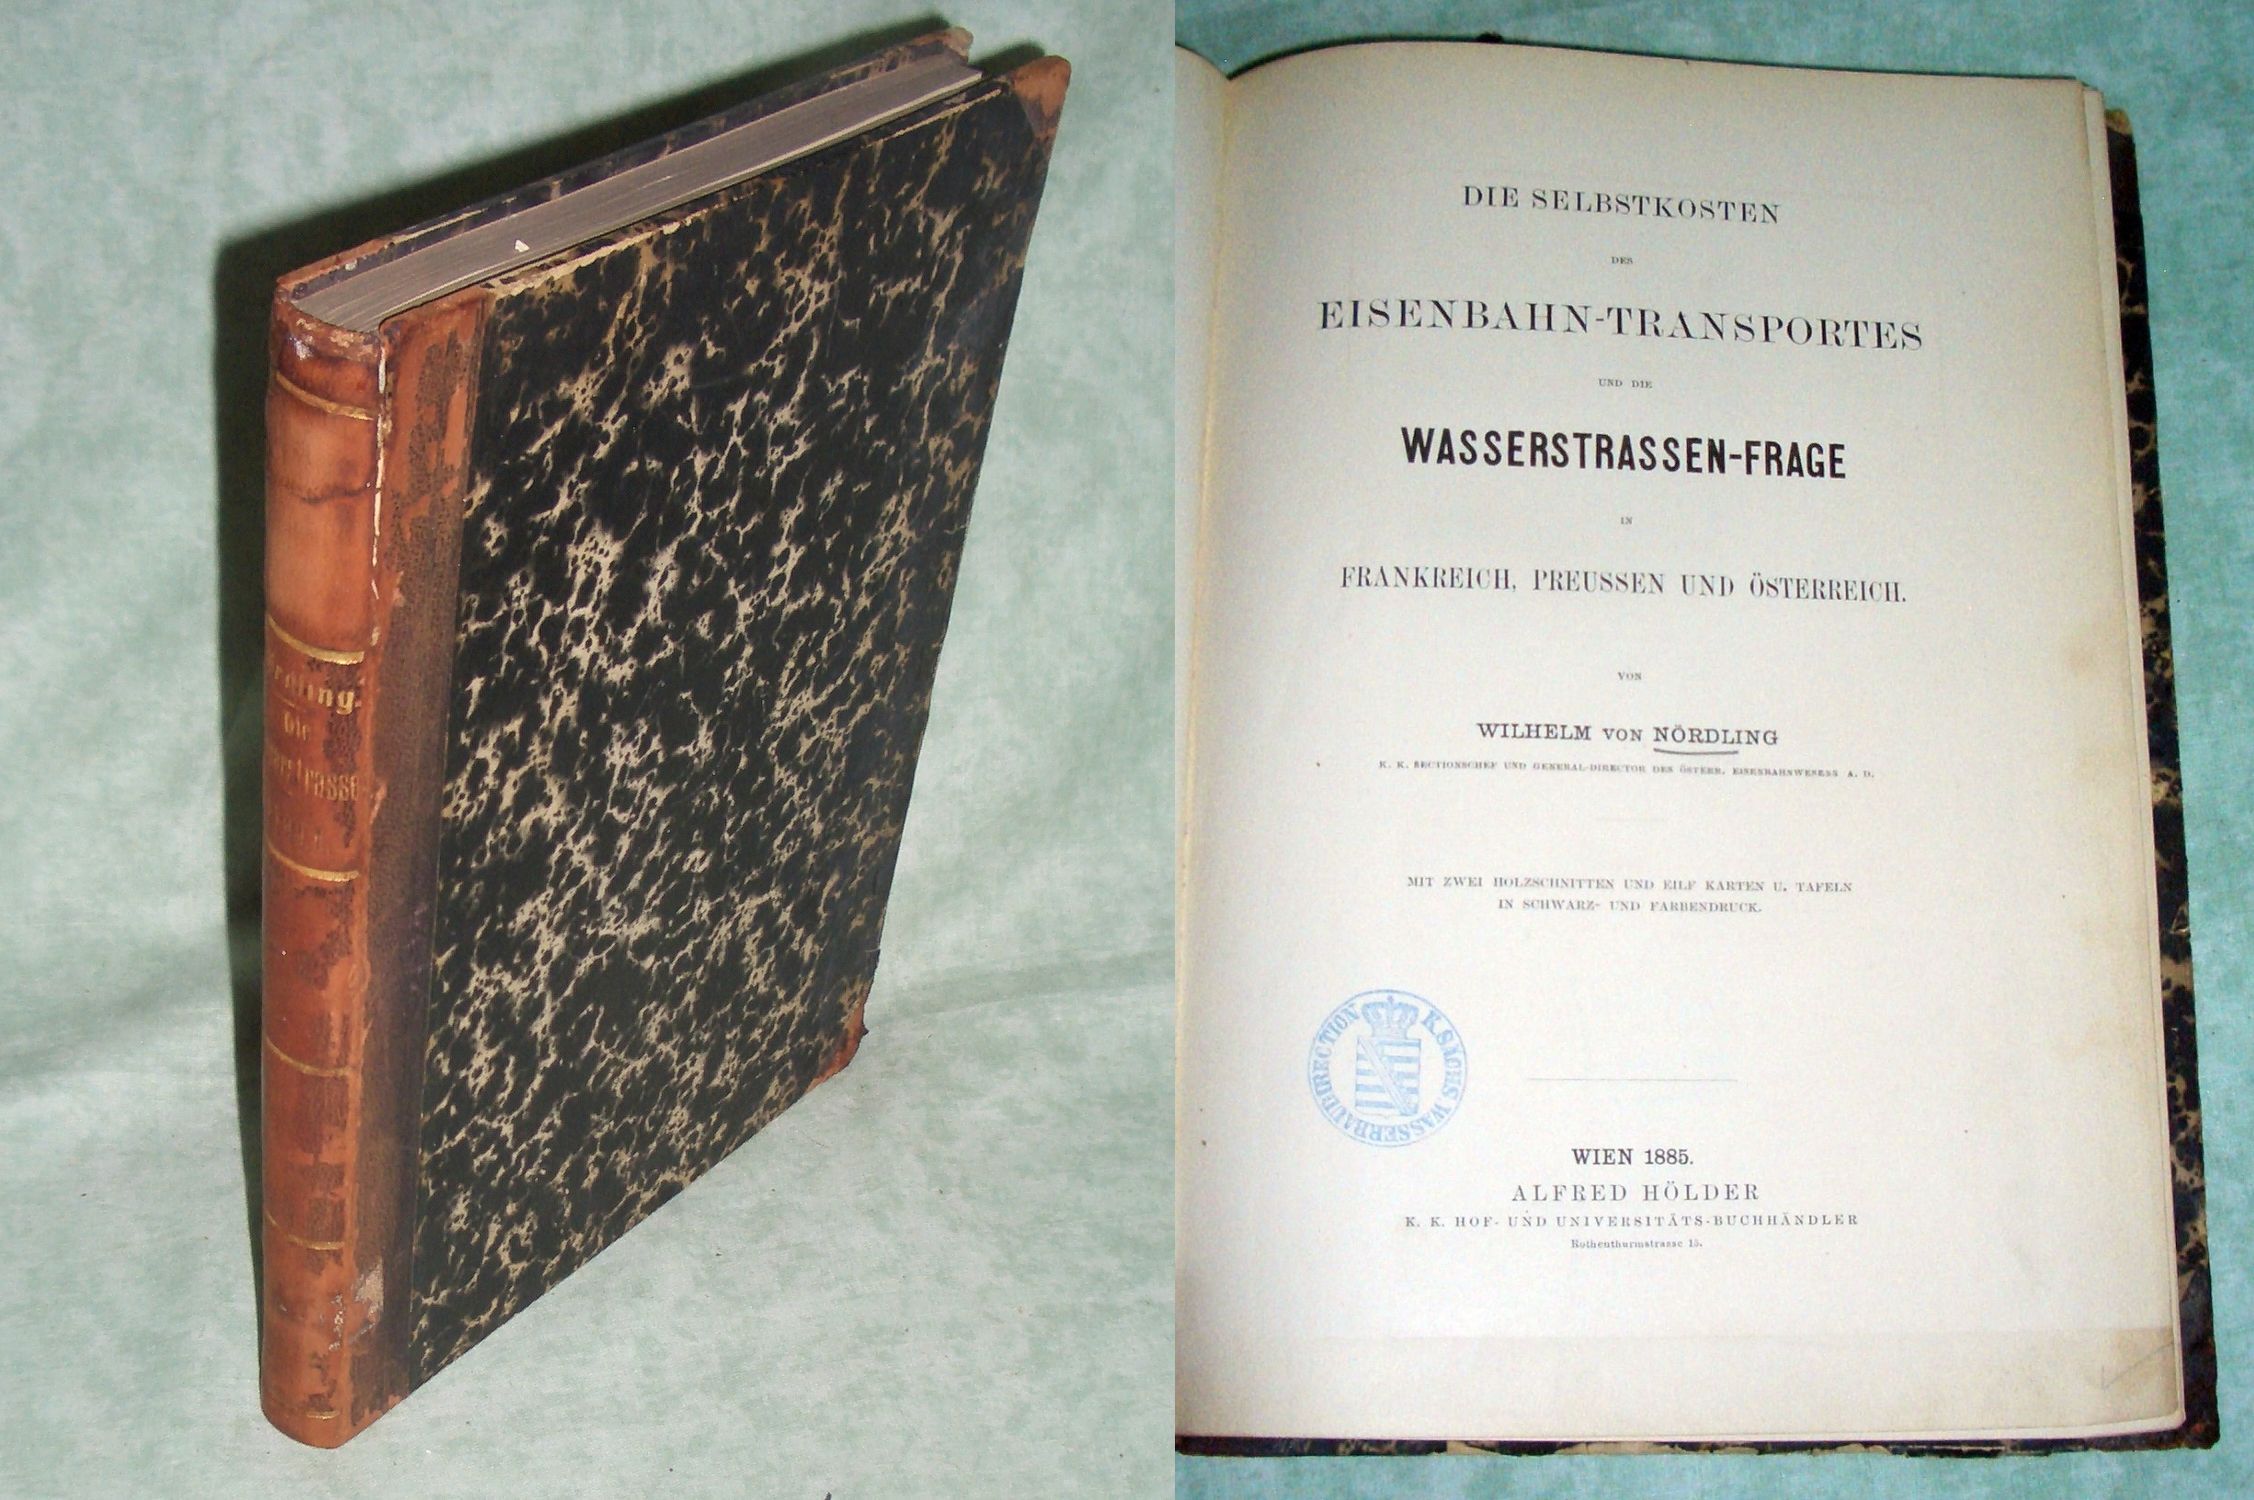 rdling.
Die
DIE SELBSTKOSTEN
DES
EISENBAHN-TRANSPORTES
UND DIE
WASSERSTRASSEN-FRAGE
IN
FRANKREICH, PREUSSEN UND ÖSTERREICH.
VON
WILHELM VON NÖRDLING
K. K. SECTIONSCHEF UND GENERAL-DIRECTOR DES ÖSTERR. EISENBAHNWESENS A. D.
MIT ZWEI HOLZSCHNITTEN UND EILF KARTEN U. TAFELN
IN SCHWARZ- UND FARBENDRUCK.
K. SÄCHS WASSERBAUDIRECTION
WIEN 1885.
ALFRED HÖLDER
K. K. HOF- UND UNIVERSITÄTS-BUCHHÄNDLER
Rothenthurmstrasse 15.